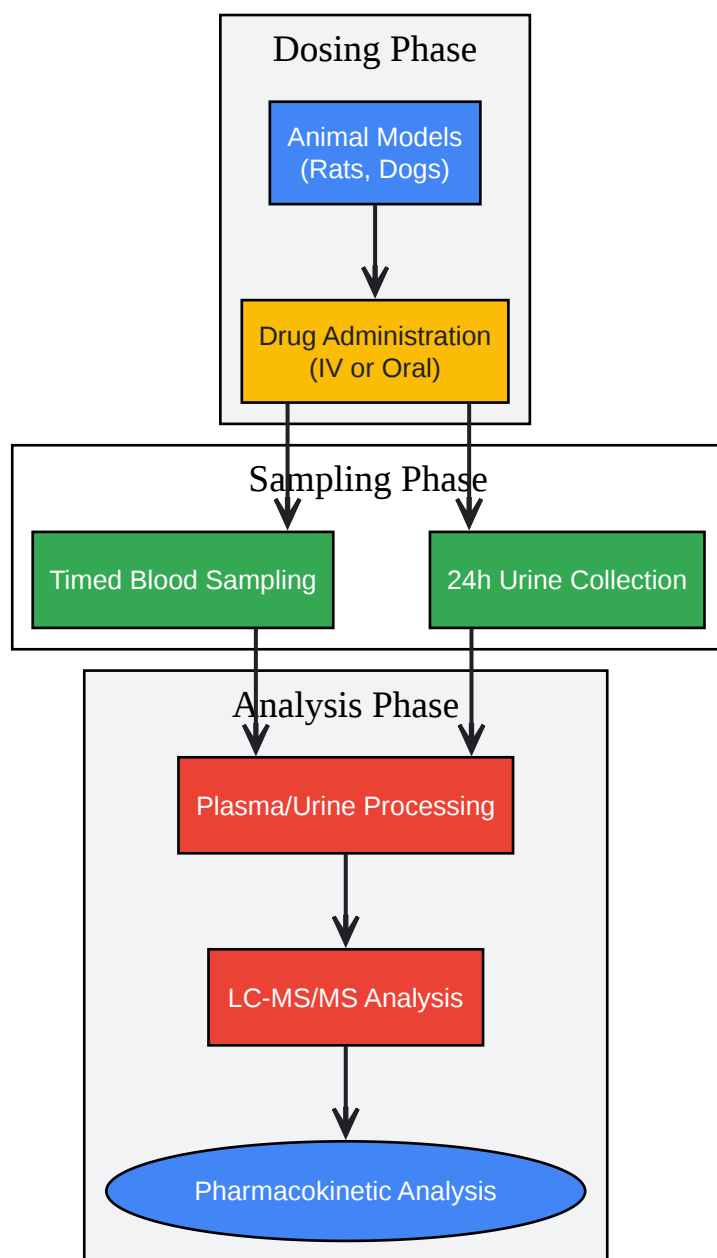 Dosing Phase
Animal Models
(Rats, Dogs)
Drug Administration
(IV or Oral)
Sampling Phase
Timed Blood Sampling
24h Urine Collection
Analysis Phase
Plasma/Urine Processing
LC-MS/MS Analysis
Pharmacokinetic Analysis